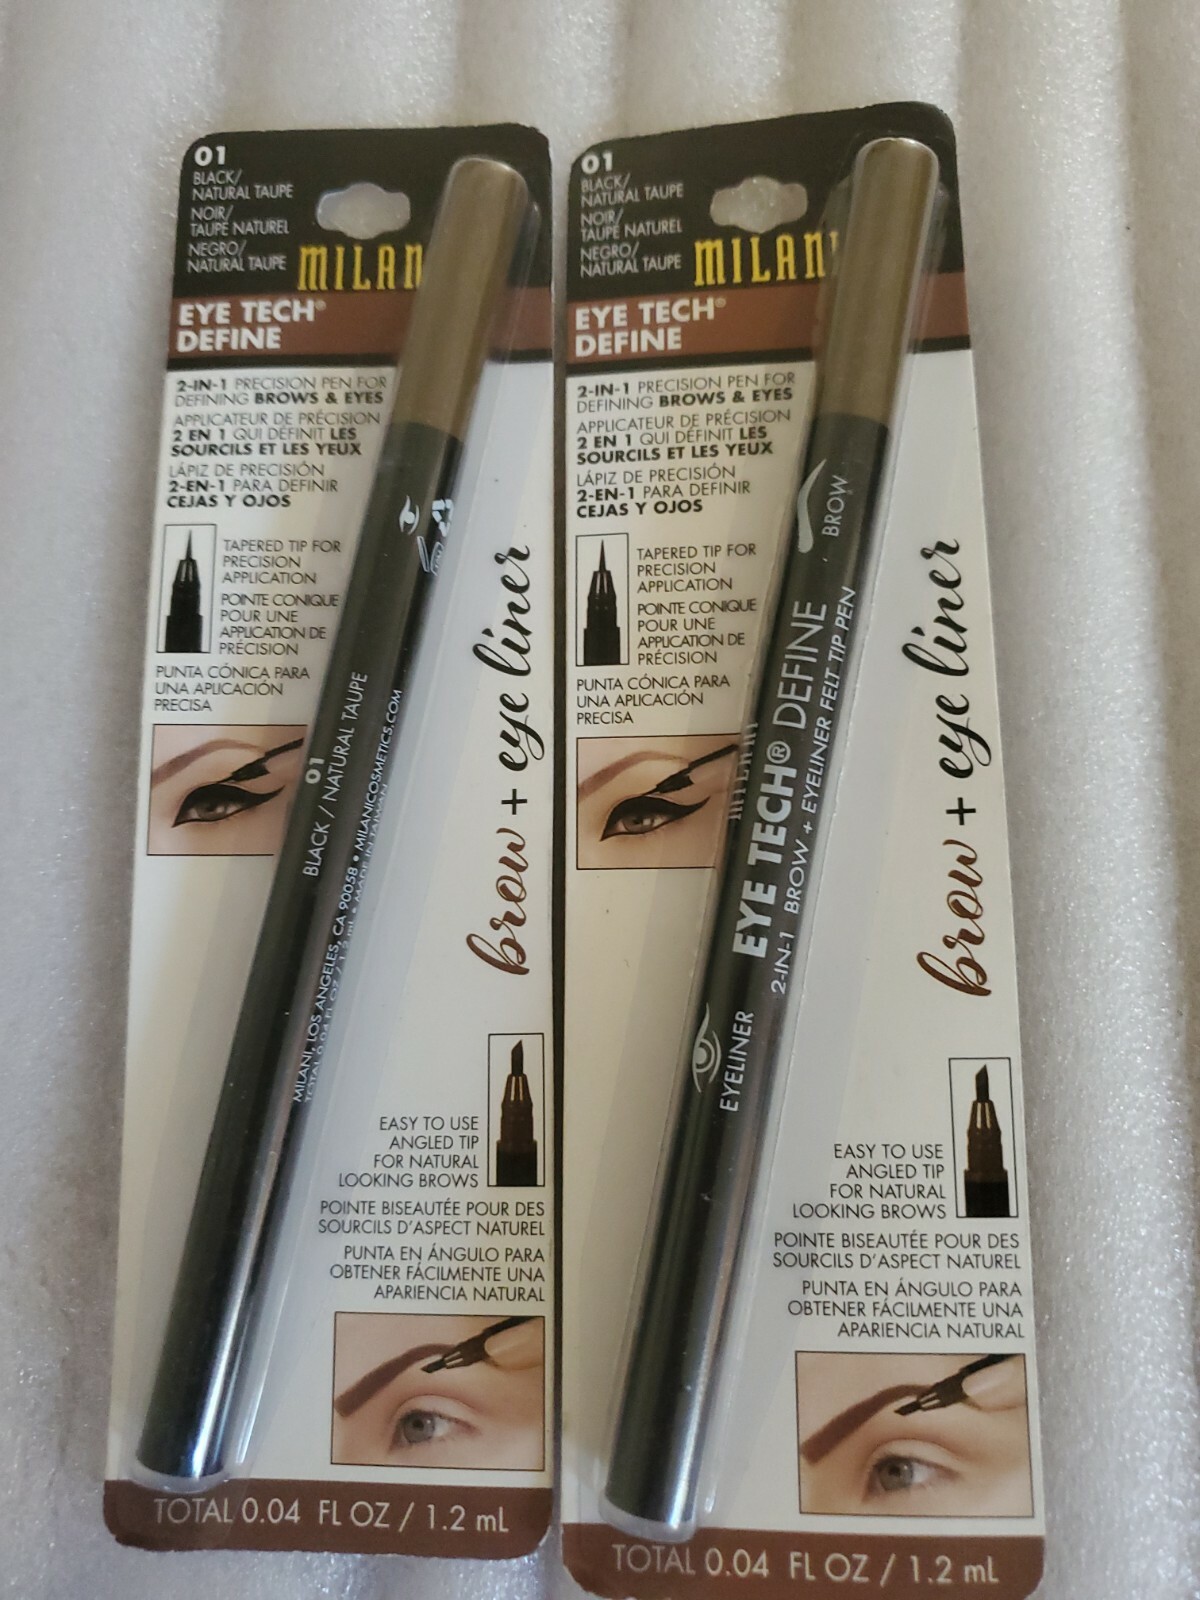 01
BLACK/
NATURAL TAUPE
NOIR/
TAUPE NATUREL
NEGRO/
NATURAL TAUPE
MILAN
EYE TECH®
DEFINE
2-IN-1 PRECISION PEN FOR
DEFINING BROWS & EYES
APPLICATEUR DE PRÉCISION
2 EN 1 QUI DÉFINIT LES
SOURCILS ET LES YEUX
LÁPIZ DE PRECISIÓN
2-EN-1 PARA DEFINIR
CEJAS Y OJOS
TAPERED TIP FOR
PRECISION
APPLICATION
POINTE CONIQUE
POUR UNE
APPLICATION DE
PRÉCISION
PUNTA CÓNICA PARA
UNA APLICACIÓN
PRECISA
01
BLACK / NATURAL TAUPE
MILANI, LOS ANGELES, CA 90058 • MILANICOSMETICS.COM
MADE IN TAIWAN
brow + eye liner
EASY TO USE
ANGLED TIP
FOR NATURAL
LOOKING BROWS
POINTE BISEAUTÉE POUR DES
SOURCILS D'ASPECT NATUREL
PUNTA EN ÁNGULO PARA
OBTENER FÁCILMENTE UNA
APARIENCIA NATURAL
TOTAL 0.04 FL OZ / 1.2 mL
01
BLACK/
NATURAL TAUPE
NOIR/
TAUPE NATUREL
NEGRO/
NATURAL TAUPE
MILANI
EYE TECH®
DEFINE
2-IN-1 PRECISION PEN FOR
DEFINING BROWS & EYES
APPLICATEUR DE PRÉCISION
2 EN 1 QUI DÉFINIT LES
SOURCILS ET LES YEUX
LÁPIZ DE PRECISIÓN
2-EN-1 PARA DEFINIR
CEJAS Y OJOS
TAPERED TIP FOR
PRECISION
APPLICATION
POINTE CONIQUE
POUR UNE
APPLICATION DE
PRÉCISION
PUNTA CÓNICA PARA
UNA APLICACIÓN
PRECISA
BROW
MILANI
EYE TECH® DEFINE
2-IN-1 BROW + EYELINER FELT TIP PEN
EYELINER
brow + eye liner
EASY TO USE
ANGLED TIP
FOR NATURAL
LOOKING BROWS
POINTE BISEAUTÉE POUR DES
SOURCILS D'ASPECT NATUREL
PUNTA EN ÁNGULO PARA
OBTENER FÁCILMENTE UNA
APARIENCIA NATURAL
TOTAL 0.04 FL OZ / 1.2 mL